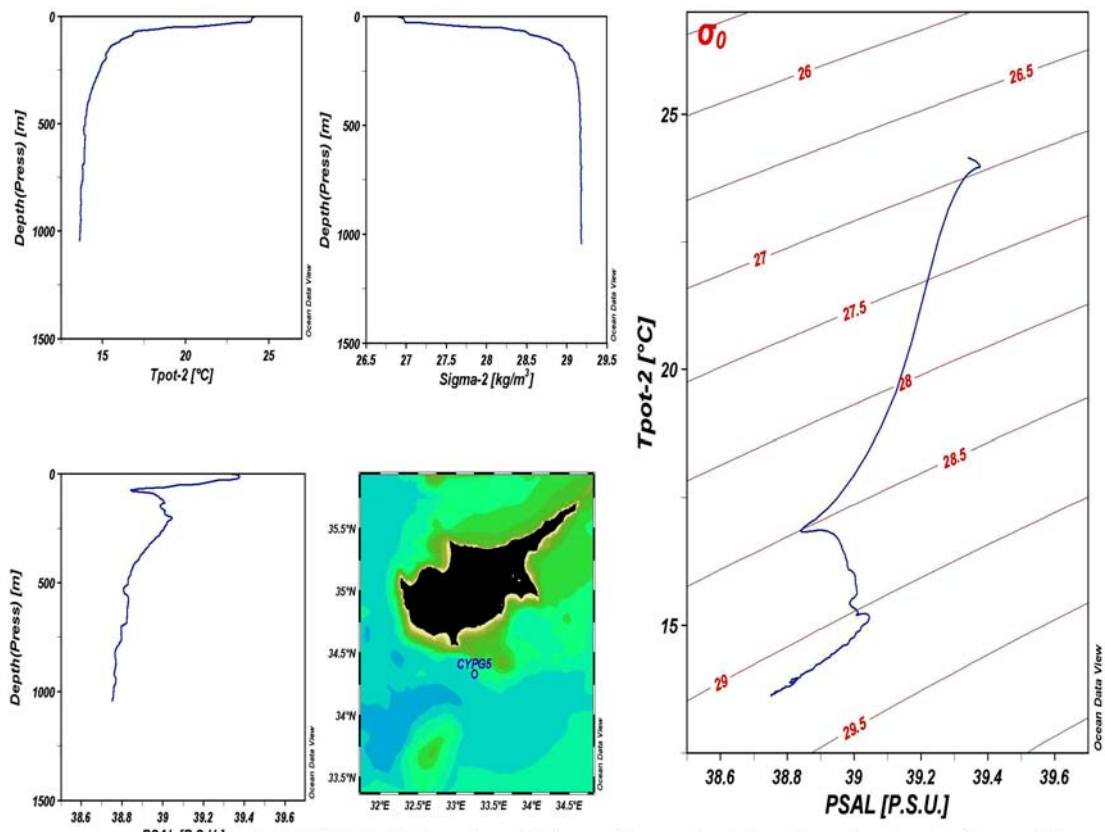 0
500
1000
1500
Depth(Press) [m]
15 20 25
Tpot-2 [°C]
Ocean Data View
0
500
1000
1500
Depth(Press) [m]
26.5 27 27.5 28 28.5 29 29.5
Sigma-2 [kg/m³]
Ocean Data View
σ₀
26
26.5
27
27.5
28
28.5
29
29.5
25
20
15
Tpot-2 [°C]
38.6 38.8 39 39.2 39.4 39.6
PSAL [P.S.U.]
Ocean Data View
0
500
1000
1500
Depth(Press) [m]
38.6 38.8 39 39.2 39.4 39.6
PSAL [P.S.U.]
Ocean Data View
35.5°N
35°N
34.5°N
34°N
33.5°N
CYPG5
32°E 32.5°E 33°E 33.5°E 34°E 34.5°E
Ocean Data View